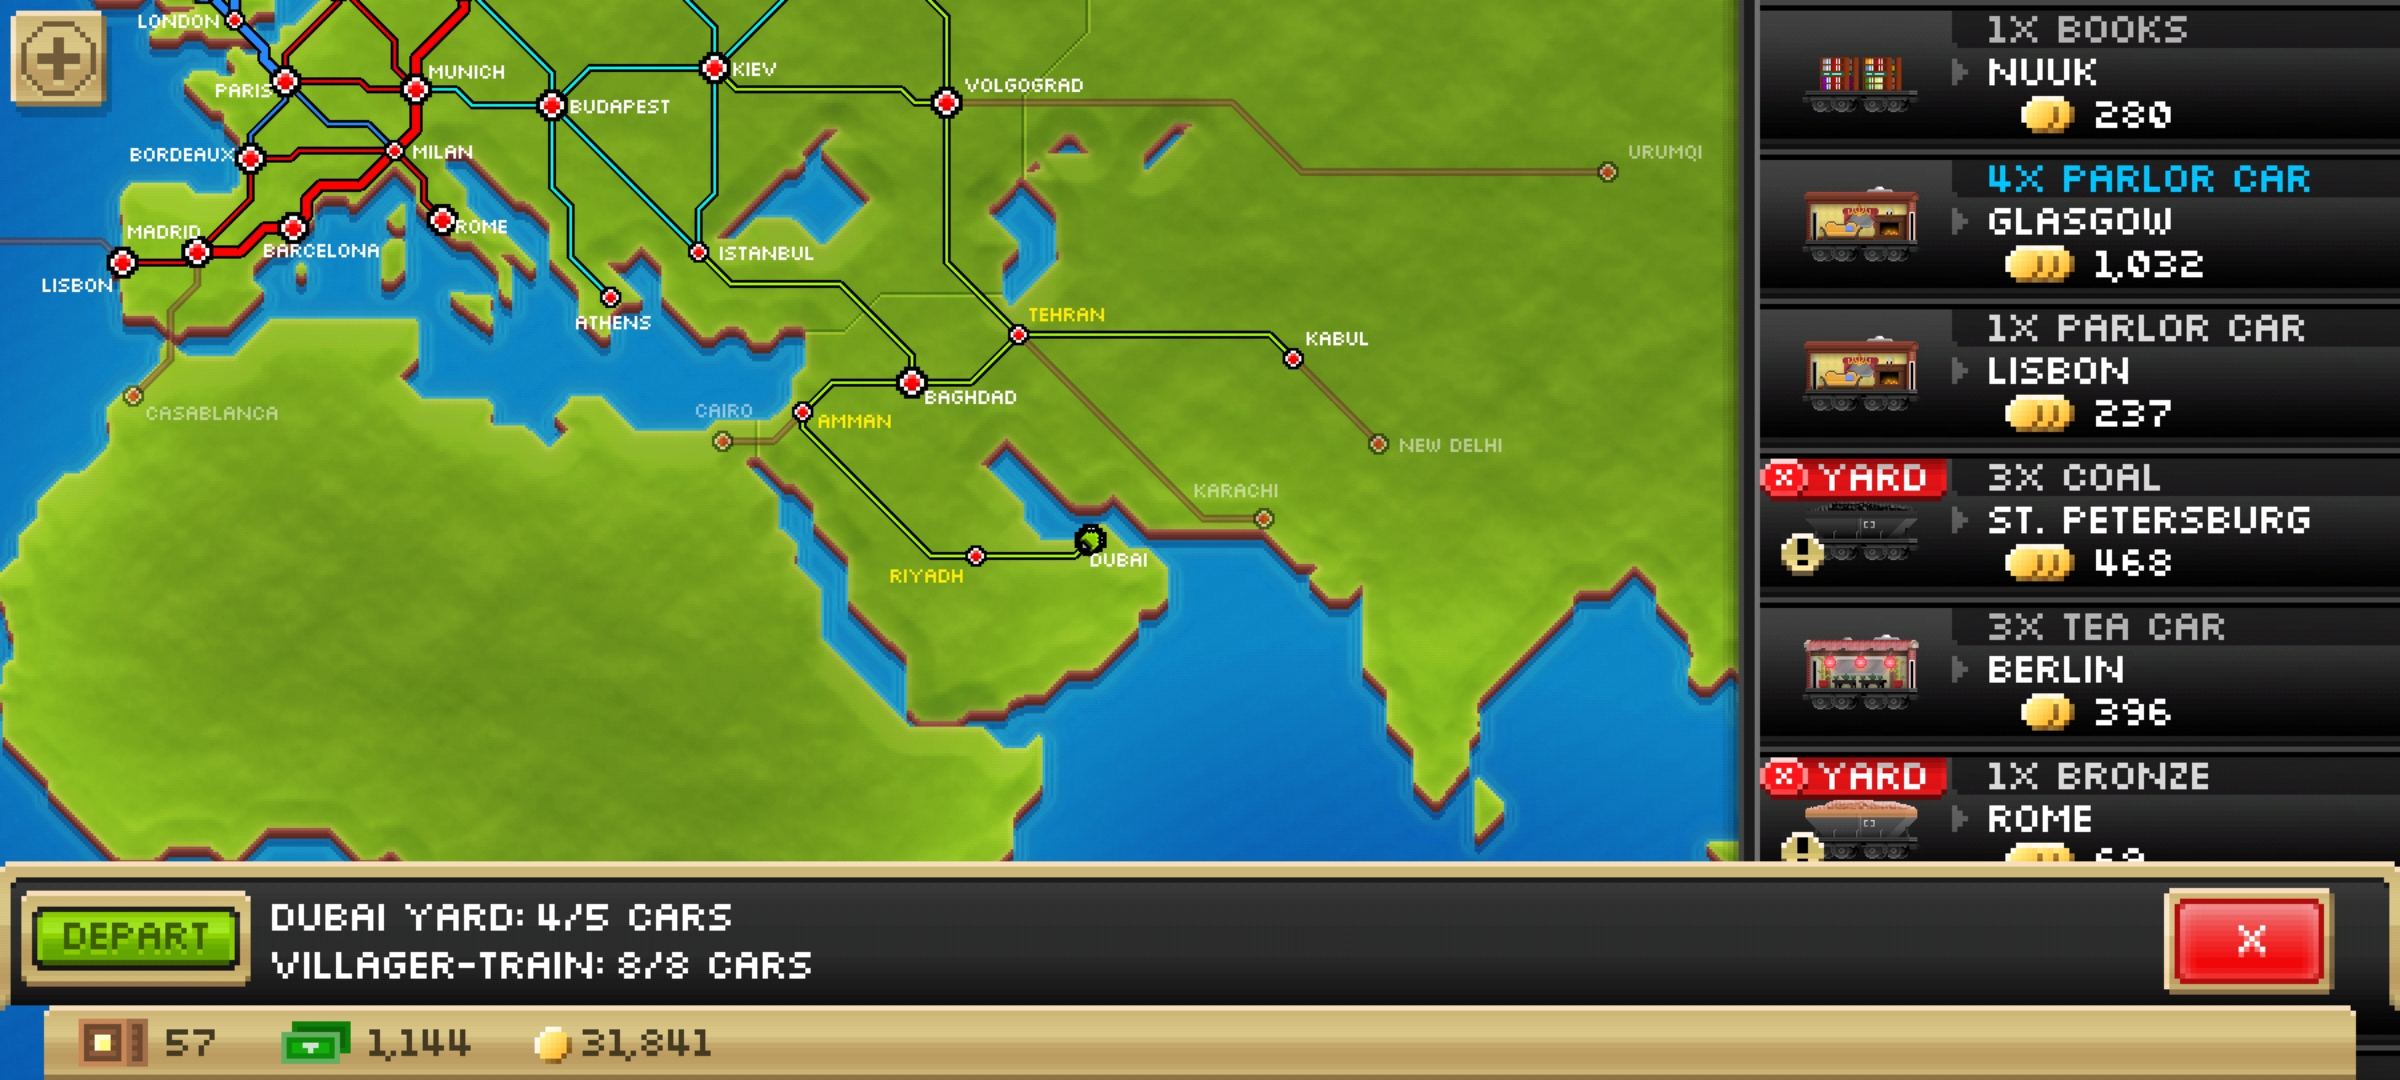 LONDON
PARIS
MUNICH
BUDAPEST
KIEV
VOLGOGRAD
BORDEAUX
MILAN
URUMQI
MADRID
ROME
BARCELONA
LISBON
ISTANBUL
ATHENS
TEHRAN
KABUL
CASABLANCA
CAIRO
AMMAN
BAGHDAD
NEW DELHI
KARACHI
RIYADH
DUBAI
1X BOOKS
NUUK
280
4X PARLOR CAR
GLASGOW
1,032
1X PARLOR CAR
LISBON
237
X YARD
3X COAL
ST. PETERSBURG
468
3X TEA CAR
BERLIN
396
X YARD
1X BRONZE
ROME
DEPART
DUBAI YARD: 4/5 CARS
VILLAGER-TRAIN: 8/8 CARS
X
57
1,144
31,841